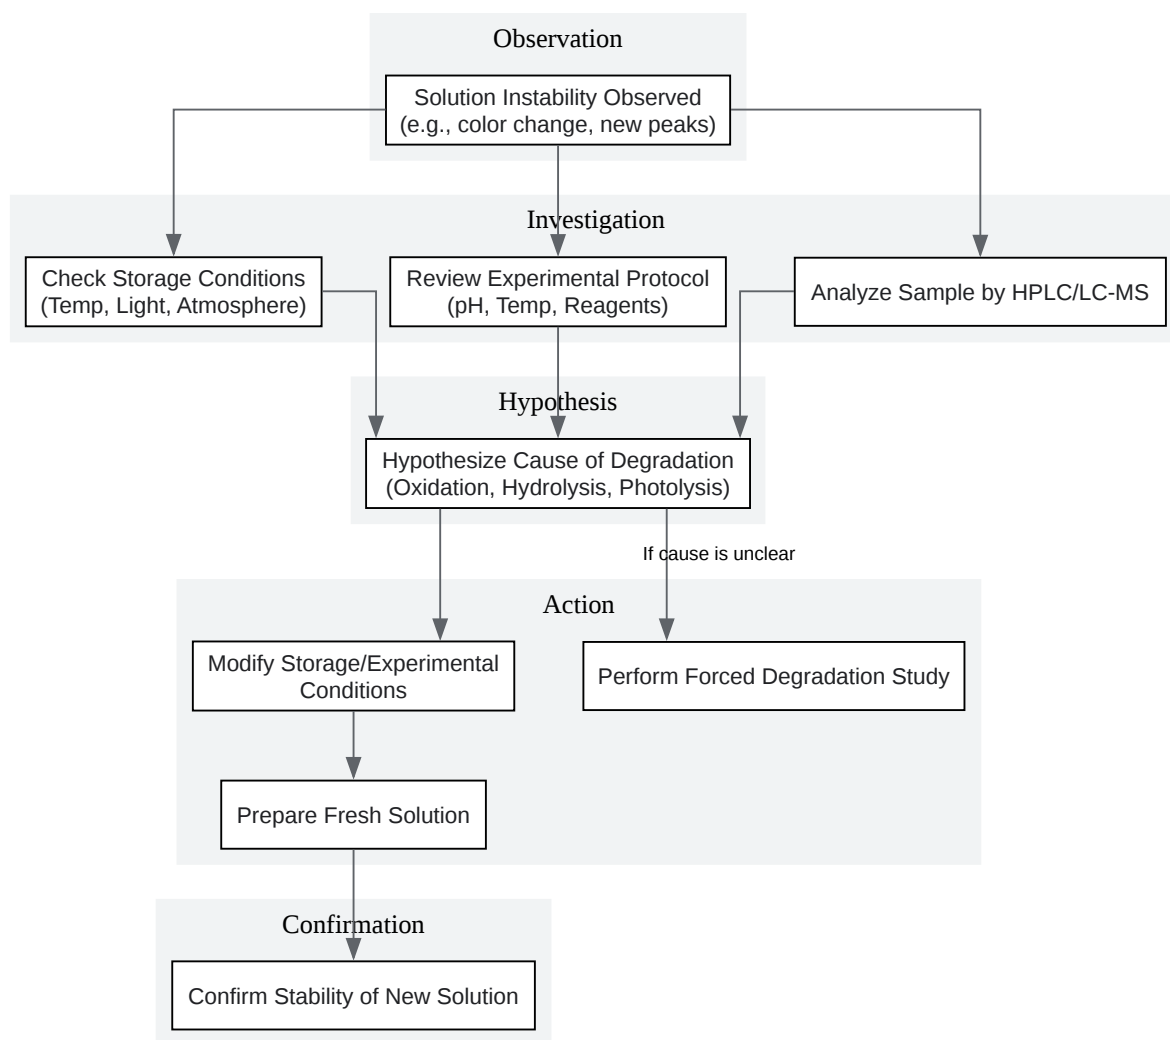 Observation
Solution Instability Observed
(e.g., color change, new peaks)
Investigation
Check Storage Conditions
(Temp, Light, Atmosphere)
Review Experimental Protocol
(pH, Temp, Reagents)
Analyze Sample by HPLC/LC-MS
Hypothesis
Hypothesize Cause of Degradation
(Oxidation, Hydrolysis, Photolysis)
If cause is unclear
Action
Modify Storage/Experimental
Conditions
Perform Forced Degradation Study
Prepare Fresh Solution
Confirmation
Confirm Stability of New Solution